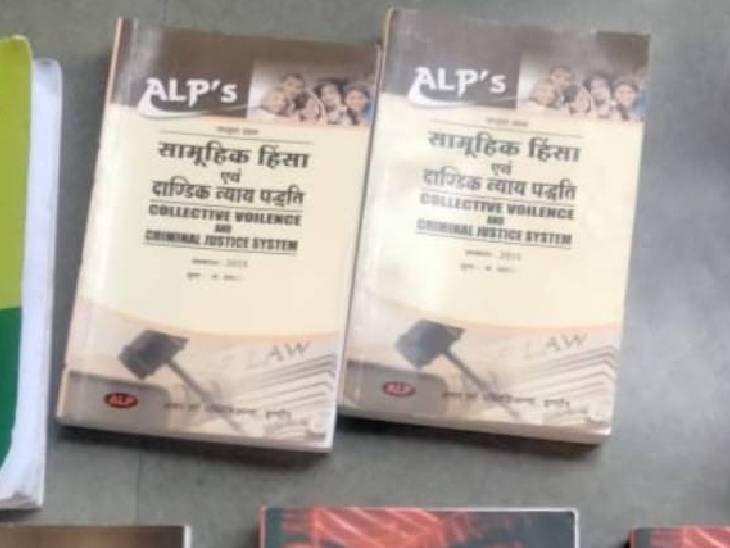 ALP's
सामूहिक हिंसा
एवं
दाण्डिक न्याय पद्धति
COLLECTIVE VOILENCE
AND
CRIMINAL JUSTICE SYSTEM
LAW
ALP
ALP's
सामूहिक हिंसा
एवं
दाण्डिक न्याय पद्धति
COLLECTIVE VOILENCE
AND
CRIMINAL JUSTICE SYSTEM
LAW
ALP